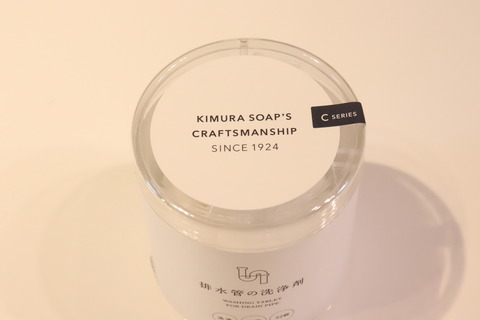 KIMURA SOAP'S
CRAFTSMANSHIP
SINCE 1924
C SERIES
排水管の洗浄剤
WASHING TABLET
FOR DRAIN PIPE